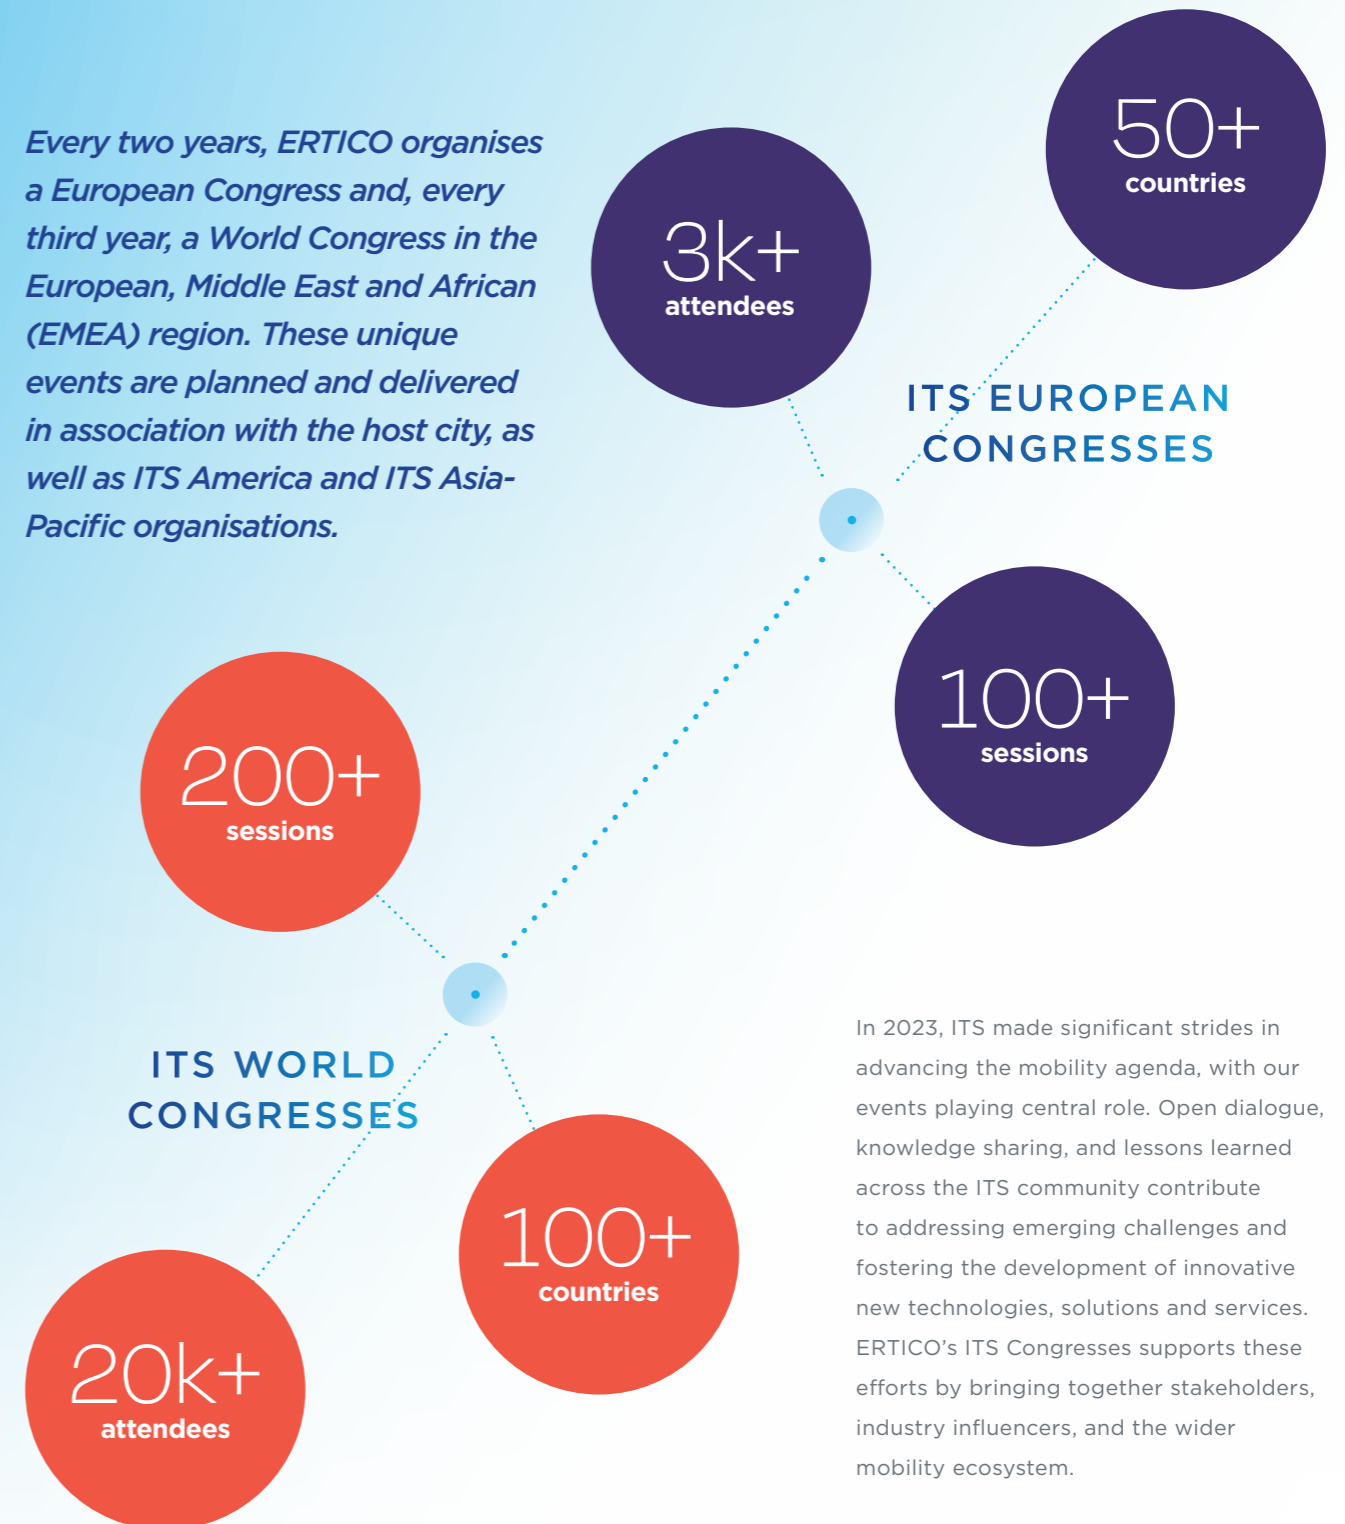 Every two years, ERTICO organises
a European Congress and, every
third year, a World Congress in the
European, Middle East and African
(EMEA) region. These unique
events are planned and delivered
in association with the host city, as
well as ITS America and ITS Asia-
Pacific organisations.
50+
countries
3k+
attendees
ITS EUROPEAN
CONGRESSES
100+
sessions
200+
sessions
ITS WORLD
CONGRESSES
100+
countries
20k+
attendees
In 2023, ITS made significant strides in
advancing the mobility agenda, with our
events playing central role. Open dialogue,
knowledge sharing, and lessons learned
across the ITS community contribute
to addressing emerging challenges and
fostering the development of innovative
new technologies, solutions and services.
ERTICO’s ITS Congresses supports these
efforts by bringing together stakeholders,
industry influencers, and the wider
mobility ecosystem.